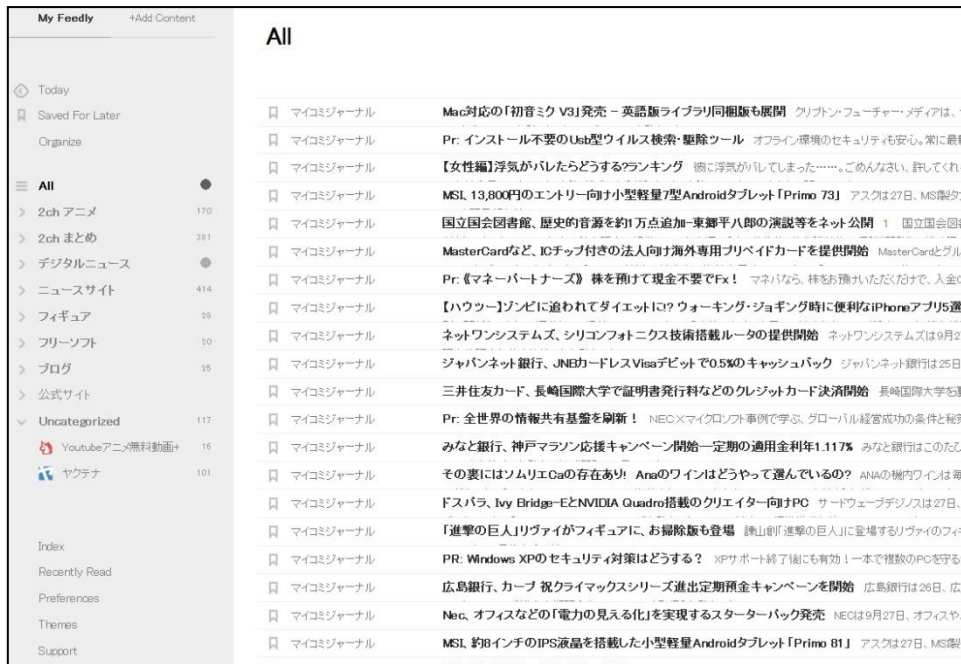 My Feedly +Add Content
All
Today
Saved For Later
Organize
All
2ch アニメ 170
2ch まとめ 381
デジタルニュース
ニュースサイト 414
フィギュア 28
フリーソフト 20
ブログ 25
公式サイト
Uncategorized 117
Youtubeアニメ無料動画+ 16
ヤクテナ 101
Index
Recently Read
Preferences
Themes
Support
マイコミジャーナル Mac対応の「初音ミク V3」発売 - 英語版ライブラリ同梱版も展開 クリプトン・フューチャー・メディアは、
マイコミジャーナル Pr: インストール不要のUsb型ウイルス検索・駆除ツール オフライン環境のセキュリティも安心。常に最
マイコミジャーナル 【女性編】浮気がバレたらどうする?ランキング 彼に浮気がバレてしまった……。ごめんなさい、許してくれ
マイコミジャーナル MSI、13,800円のエントリー向け小型軽量7型Androidタブレット「Primo 73」 アスクは27日、MSI製タ
マイコミジャーナル 国立国会図書館、歴史的音源を約1万点追加-東郷平八郎の演説等をネット公開 1 国立国会図
マイコミジャーナル MasterCardなど、ICチップ付きの法人向け海外専用プリペイドカードを提供開始 MasterCardとグル
マイコミジャーナル Pr:《マネーパートナーズ》 株を預けて現金不要でFx! マネパなら、株をお預けいただくだけで、入金
マイコミジャーナル 【ハウツー】ゾンビに追われてダイエットに!? ウォーキング・ジョギング時に便利なiPhoneアプリ5選
マイコミジャーナル ネットワンシステムズ、シリコンフォトニクス技術搭載ルータの提供開始 ネットワンシステムズは9月2
マイコミジャーナル ジャパンネット銀行、JNBカードレスVisaデビットで0.5%のキャッシュバック ジャパンネット銀行は25日
マイコミジャーナル 三井住友カード、長崎国際大学で証明書発行料などのクレジットカード決済開始 長崎国際大学を
マイコミジャーナル Pr: 全世界の情報共有基盤を刷新! NEC×マイクロソフト事例で学ぶ、グローバル経営成功の条件と秘
マイコミジャーナル みなと銀行、神戸マラソン応援キャンペーン開始―定期の適用金利年1.117% みなと銀行はこのたび
マイコミジャーナル その裏にはソムリエCaの存在あり! Anaのワインはどうやって選んでいるの? ANAの機内ワインは
マイコミジャーナル ドスパラ、Ivy Bridge-EとNVIDIA Quadro搭載のクリエイター向けPC サードウェーブデジノスは27日、
マイコミジャーナル 「進撃の巨人」リヴァイがフィギュアに、お掃除版も登場 諫山創「進撃の巨人」に登場するリヴァイのフィ
マイコミジャーナル PR: Windows XPのセキュリティ対策はどうする? XPサポート終了後にも有効!一本で複数のPCを守る
マイコミジャーナル 広島銀行、カープ 祝クライマックスシリーズ進出定期預金キャンペーンを開始 広島銀行は26日、広
マイコミジャーナル Nec、オフィスなどの「電力の見える化」を実現するスターターパック発売 NECは9月27日、オフィスや
マイコミジャーナル MSI、約8インチのIPS液晶を搭載した小型軽量Androidタブレット「Primo 81」 アスクは27日、MSI製